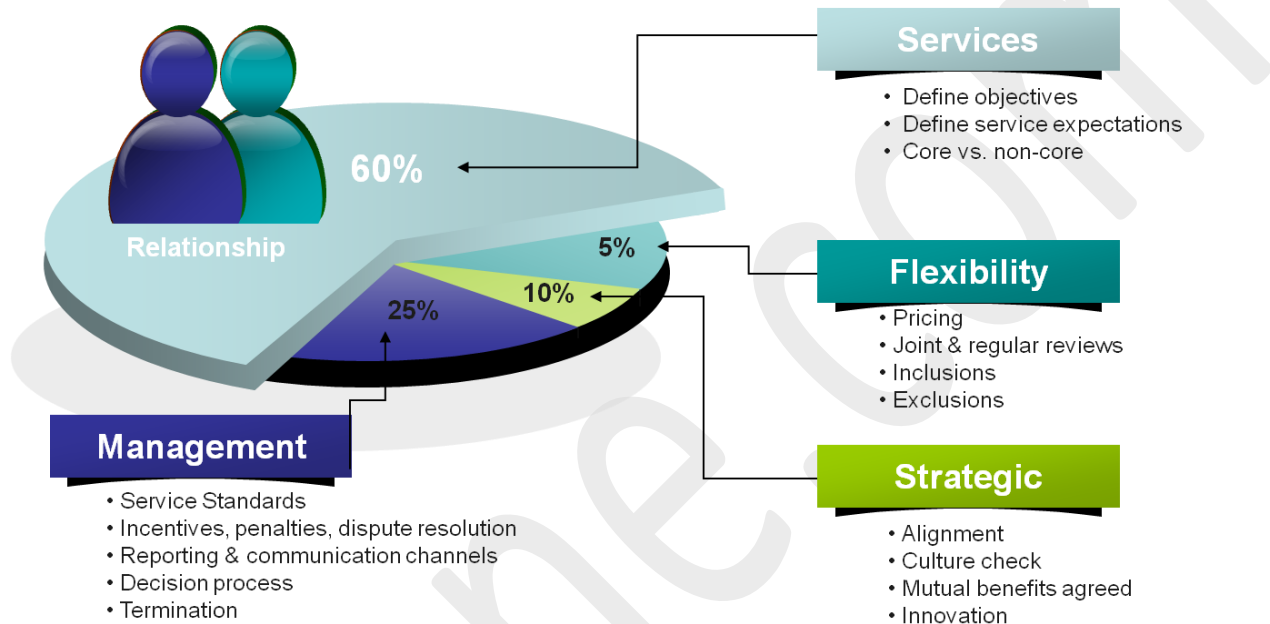 Services
• Define objectives
• Define service expectations
• Core vs. non-core
60%
Relationship
5%
10%
25%
Flexibility
• Pricing
• Joint & regular reviews
• Inclusions
• Exclusions
Management
• Service Standards
• Incentives, penalties, dispute resolution
• Reporting & communication channels
• Decision process
• Termination
Strategic
• Alignment
• Culture check
• Mutual benefits agreed
• Innovation
ne.com